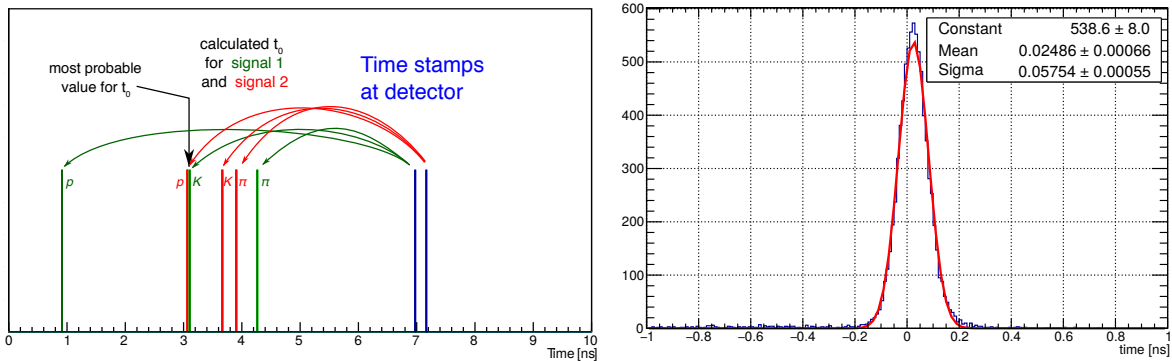 calculated t₀
for signal 1
and signal 2
most probable
value for t₀
Time stamps
at detector
p
p K K π π
0 1 2 3 4 5 6 7 8 9 10
Time [ns]
600
500
400
300
200
100
0
Constant 538.6 ± 8.0
Mean 0.02486 ± 0.00066
Sigma 0.05754 ± 0.00055
−1 −0.8 −0.6 −0.4 −0.2 0 0.2 0.4 0.6 0.8 1
time [ns]